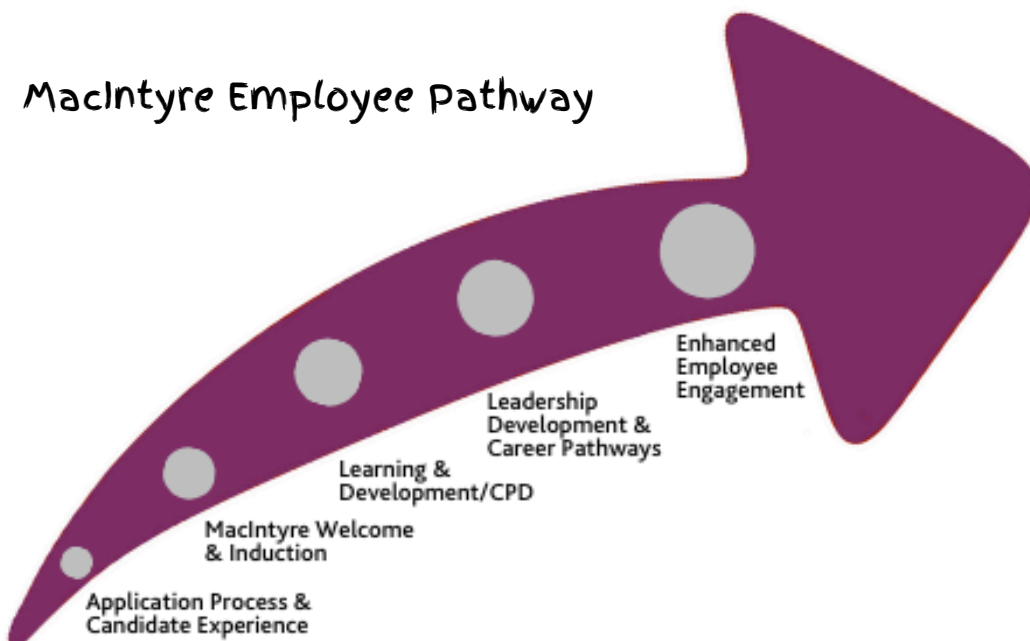 MacIntyre Employee Pathway
Enhanced
Employee
Engagement
Leadership
Development &
Career Pathways
Learning &
Development/CPD
MacIntyre Welcome
& Induction
Application Process &
Candidate Experience